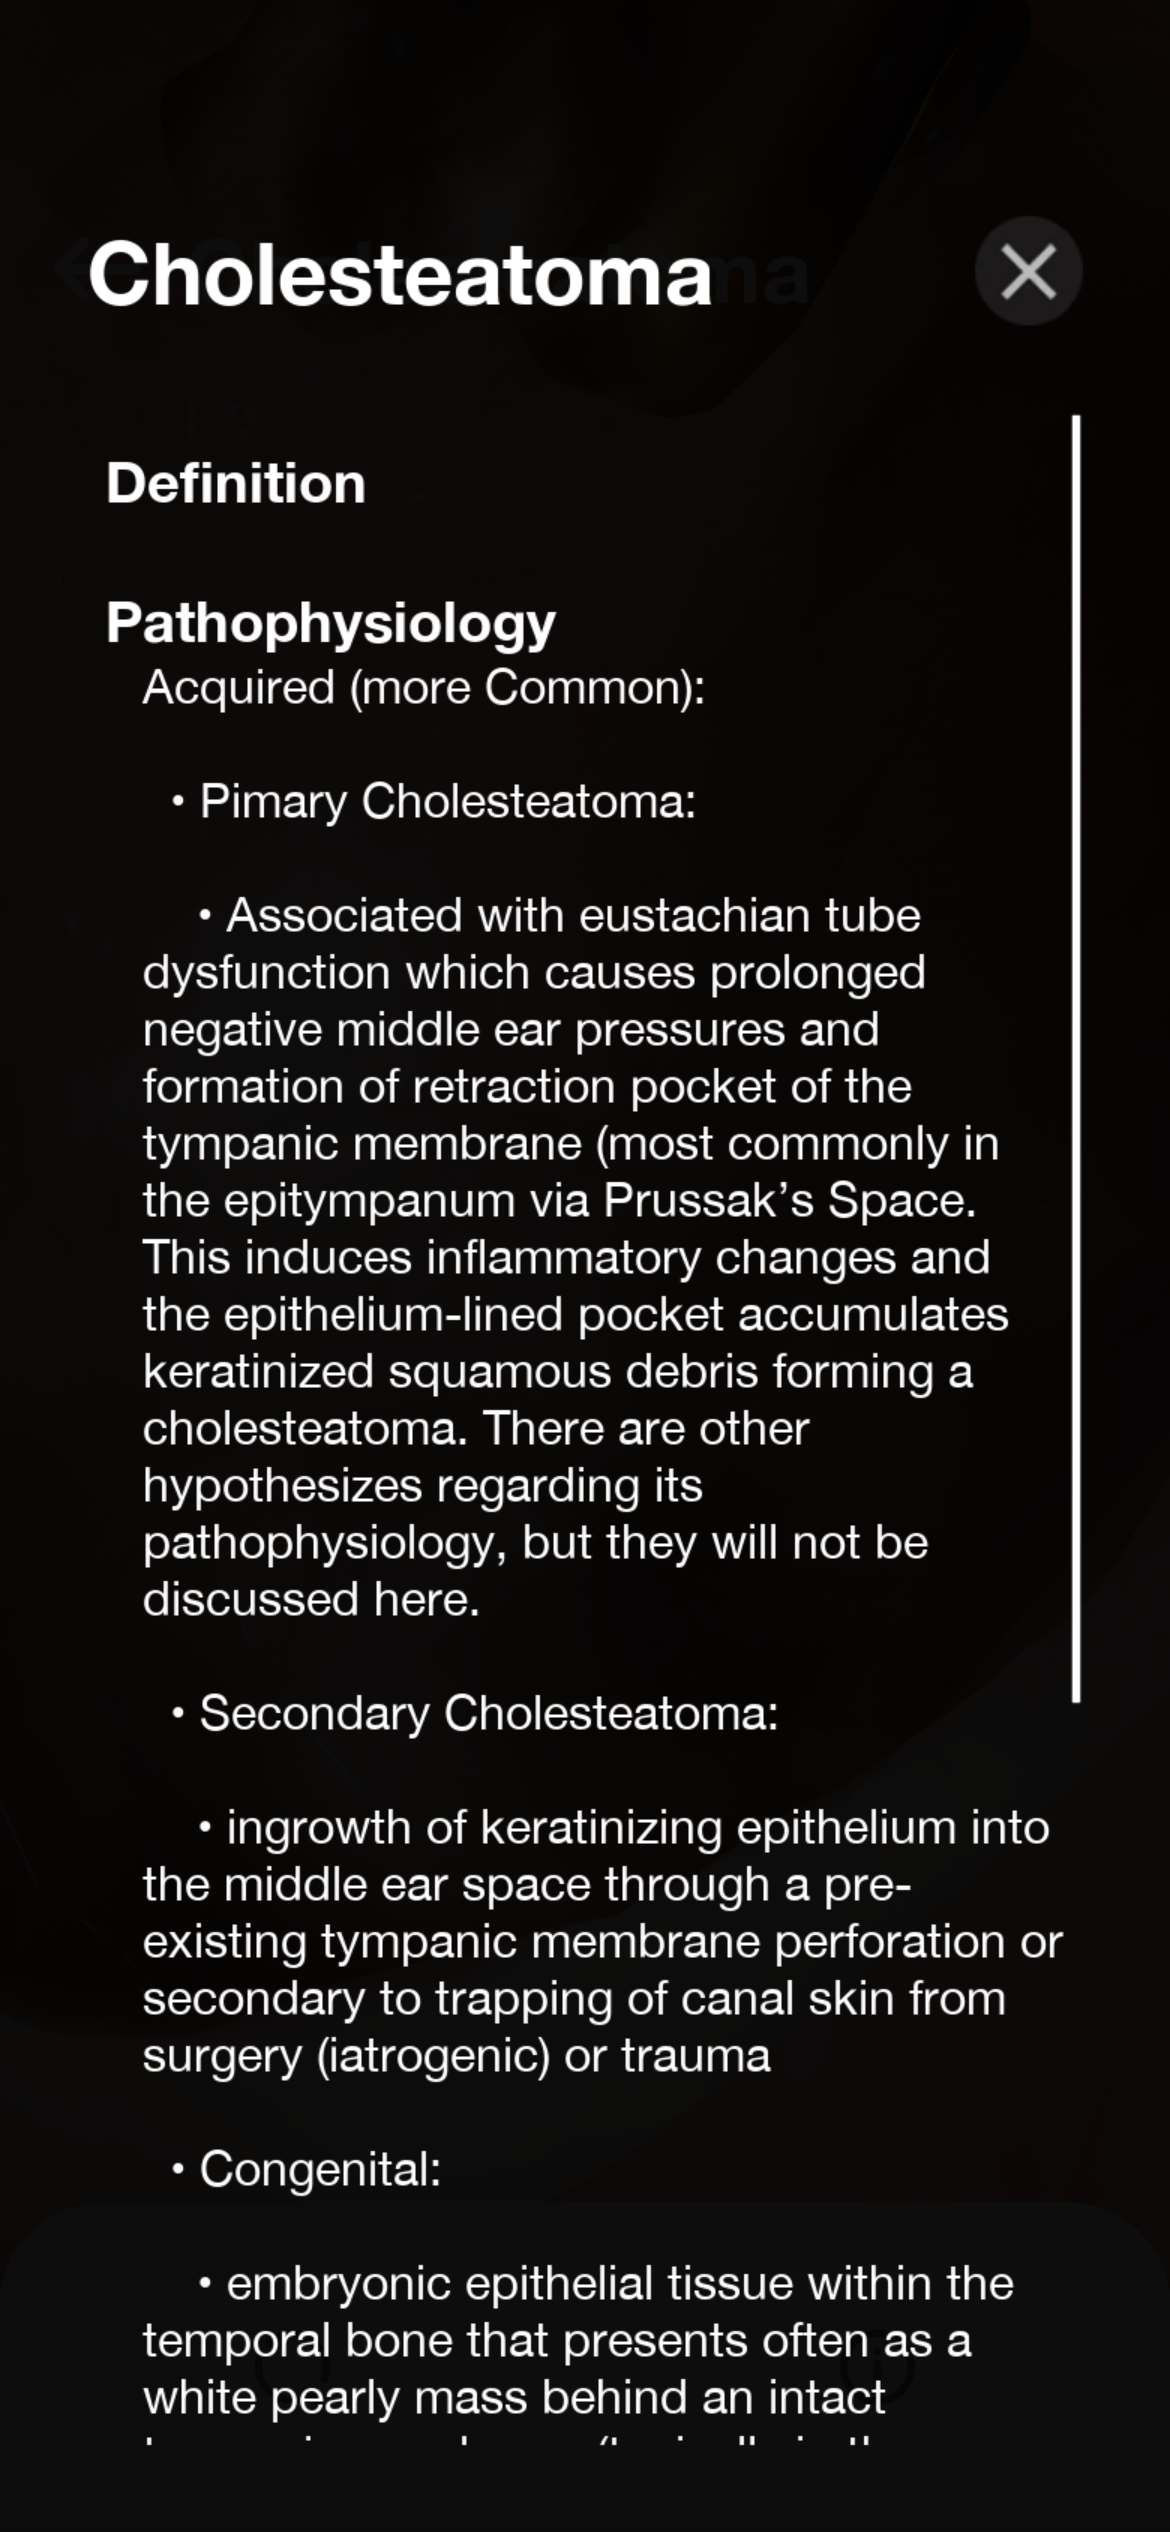 Cholesteatoma
Definition
Pathophysiology
Acquired (more Common):
• Pimary Cholesteatoma:
• Associated with eustachian tube
dysfunction which causes prolonged
negative middle ear pressures and
formation of retraction pocket of the
tympanic membrane (most commonly in
the epitympanum via Prussak’s Space.
This induces inflammatory changes and
the epithelium-lined pocket accumulates
keratinized squamous debris forming a
cholesteatoma. There are other
hypothesizes regarding its
pathophysiology, but they will not be
discussed here.
• Secondary Cholesteatoma:
• ingrowth of keratinizing epithelium into
the middle ear space through a pre-
existing tympanic membrane perforation or
secondary to trapping of canal skin from
surgery (iatrogenic) or trauma
• Congenital:
• embryonic epithelial tissue within the
temporal bone that presents often as a
white pearly mass behind an intact